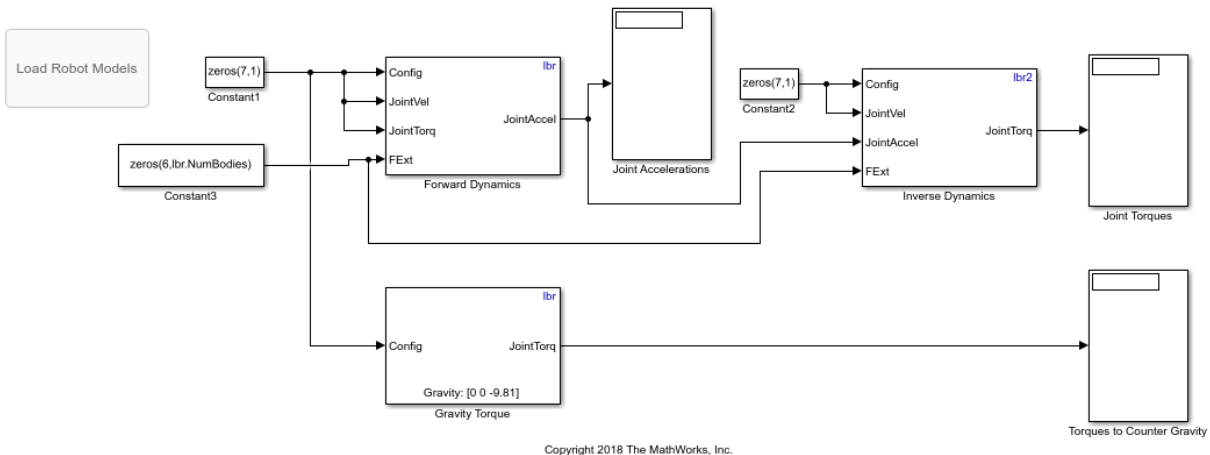 Load Robot Models
zeros(7,1)
Constant1
zeros(6,lbr.NumBodies)
Constant3
lbr
Config
JointVel
JointTorq
FExt
JointAccel
Forward Dynamics
Joint Accelerations
zeros(7,1)
Constant2
lbr2
Config
JointVel
JointAccel
FExt
JointTorq
Inverse Dynamics
Joint Torques
lbr
Config
JointTorq
Gravity: [0 0 -9.81]
Gravity Torque
Torques to Counter Gravity
Copyright 2018 The MathWorks, Inc.